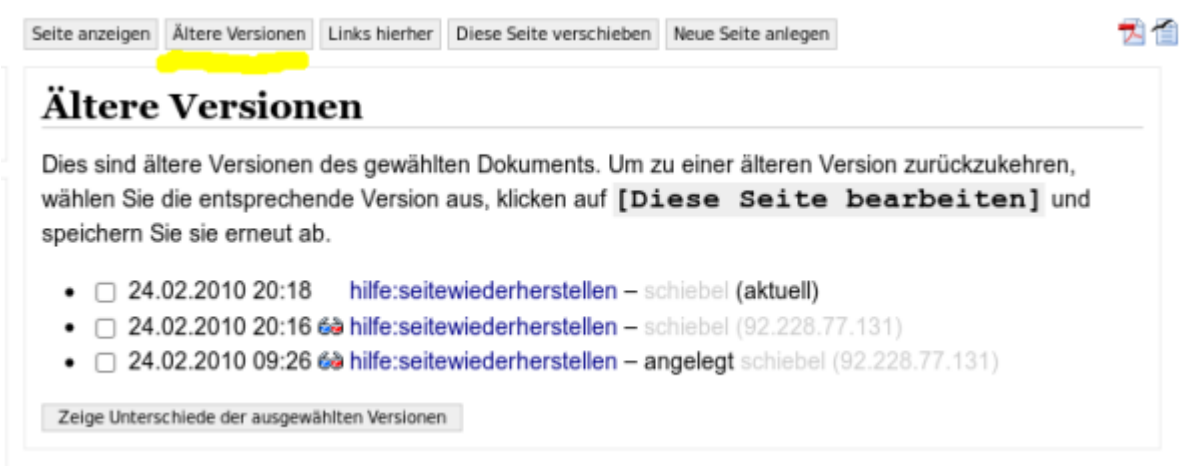 Seite anzeigen Ältere Versionen Links hierher Diese Seite verschieben Neue Seite anlegen
Ältere Versionen
Dies sind ältere Versionen des gewählten Dokuments. Um zu einer älteren Version zurückzukehren,
wählen Sie die entsprechende Version aus, klicken auf [Diese Seite bearbeiten] und
speichern Sie sie erneut ab.
• 24.02.2010 20:18 hilfe:seitewiederherstellen – schiebel (aktuell)
• 24.02.2010 20:16 hilfe:seitewiederherstellen – schiebel (92.228.77.131)
• 24.02.2010 09:26 hilfe:seitewiederherstellen – angelegt schiebel (92.228.77.131)
Zeige Unterschiede der ausgewählten Versionen